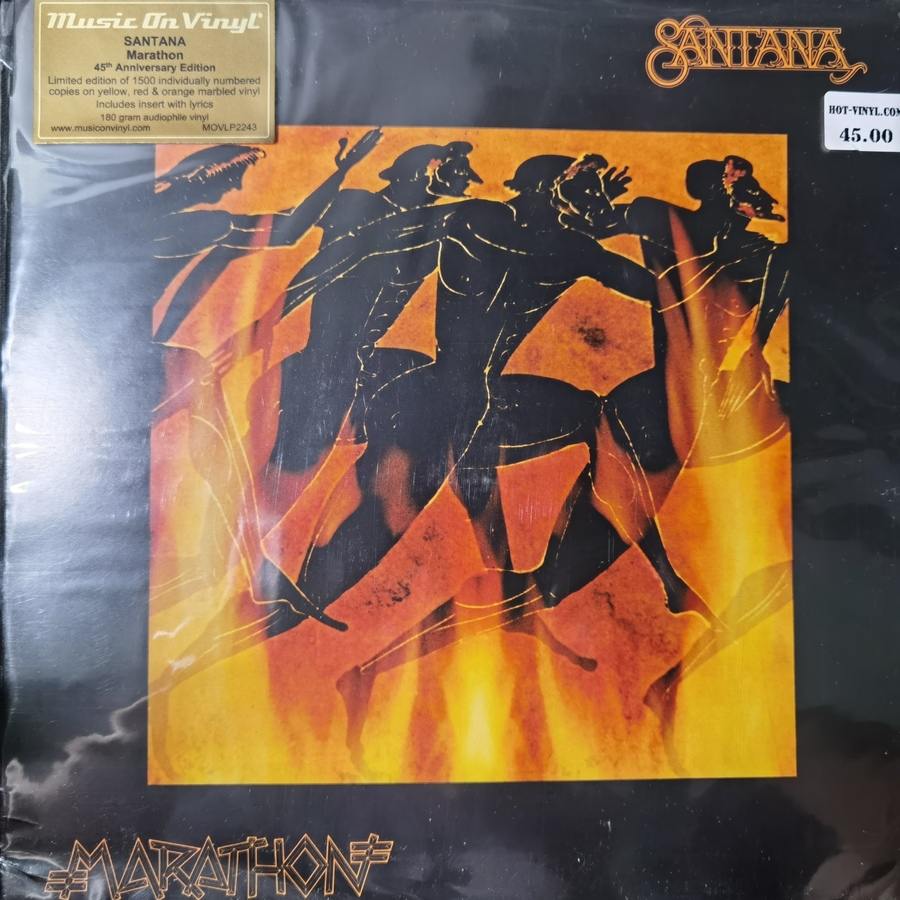 Music On Vinyl
SANTANA
Marathon
45th Anniversary Edition
Limited edition of 1500 individually numbered
copies on yellow, red & orange marbled vinyl
Includes insert with lyrics
180 gram audiophile vinyl
www.musiconvinyl.com MOVLP2243
SANTANA
HOT-VINYL.COM
45.00
MARATHON